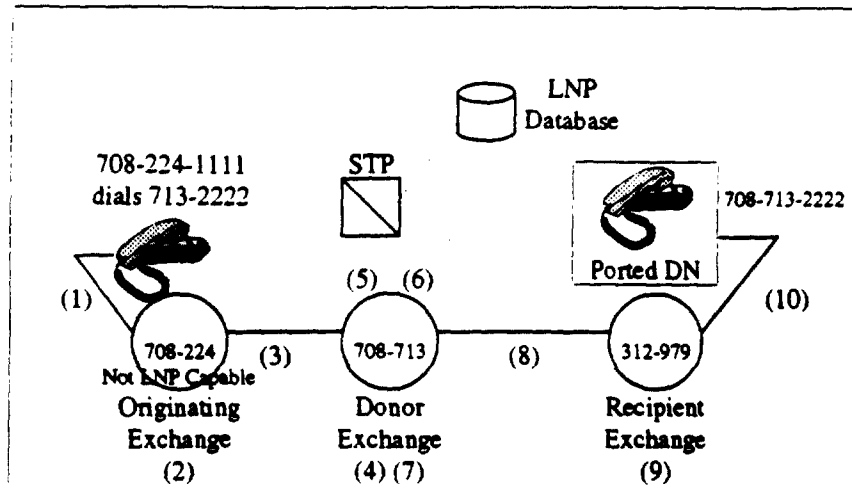 LNP
Database
708-224-1111
dials 713-2222
STP
708-713-2222
Ported DN
(1)
(5) (6)
(10)
708-224
(3)
708-713
(8)
312-979
Not LNP Capable
Originating
Exchange
(2)
Donor
Exchange
(4) (7)
Recipient
Exchange
(9)